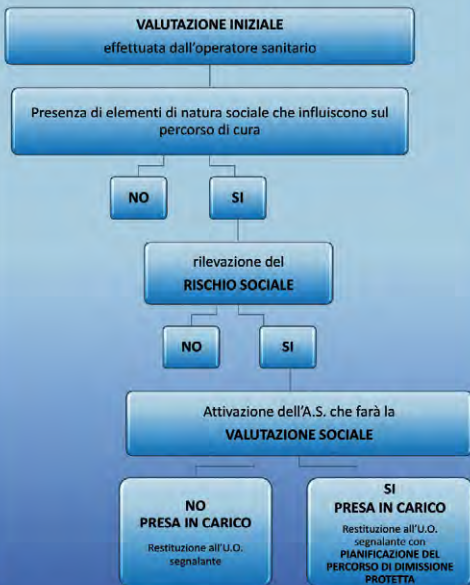 VALUTAZIONE INIZIALE
effettuata dall'operatore sanitario
Presenza di elementi di natura sociale che influiscono sul
percorso di cura
NO
SI
rilevazione del
RISCHIO SOCIALE
NO
SI
Attivazione dell'A.S. che farà la
VALUTAZIONE SOCIALE
NO
PRESA IN CARICO
Restituzione all'U.O.
segnalante
SI
PRESA IN CARICO
Restituzione all'U.O.
segnalante con
PIANIFICAZIONE DEL
PERCORSO DI DIMISSIONE
PROTETTA